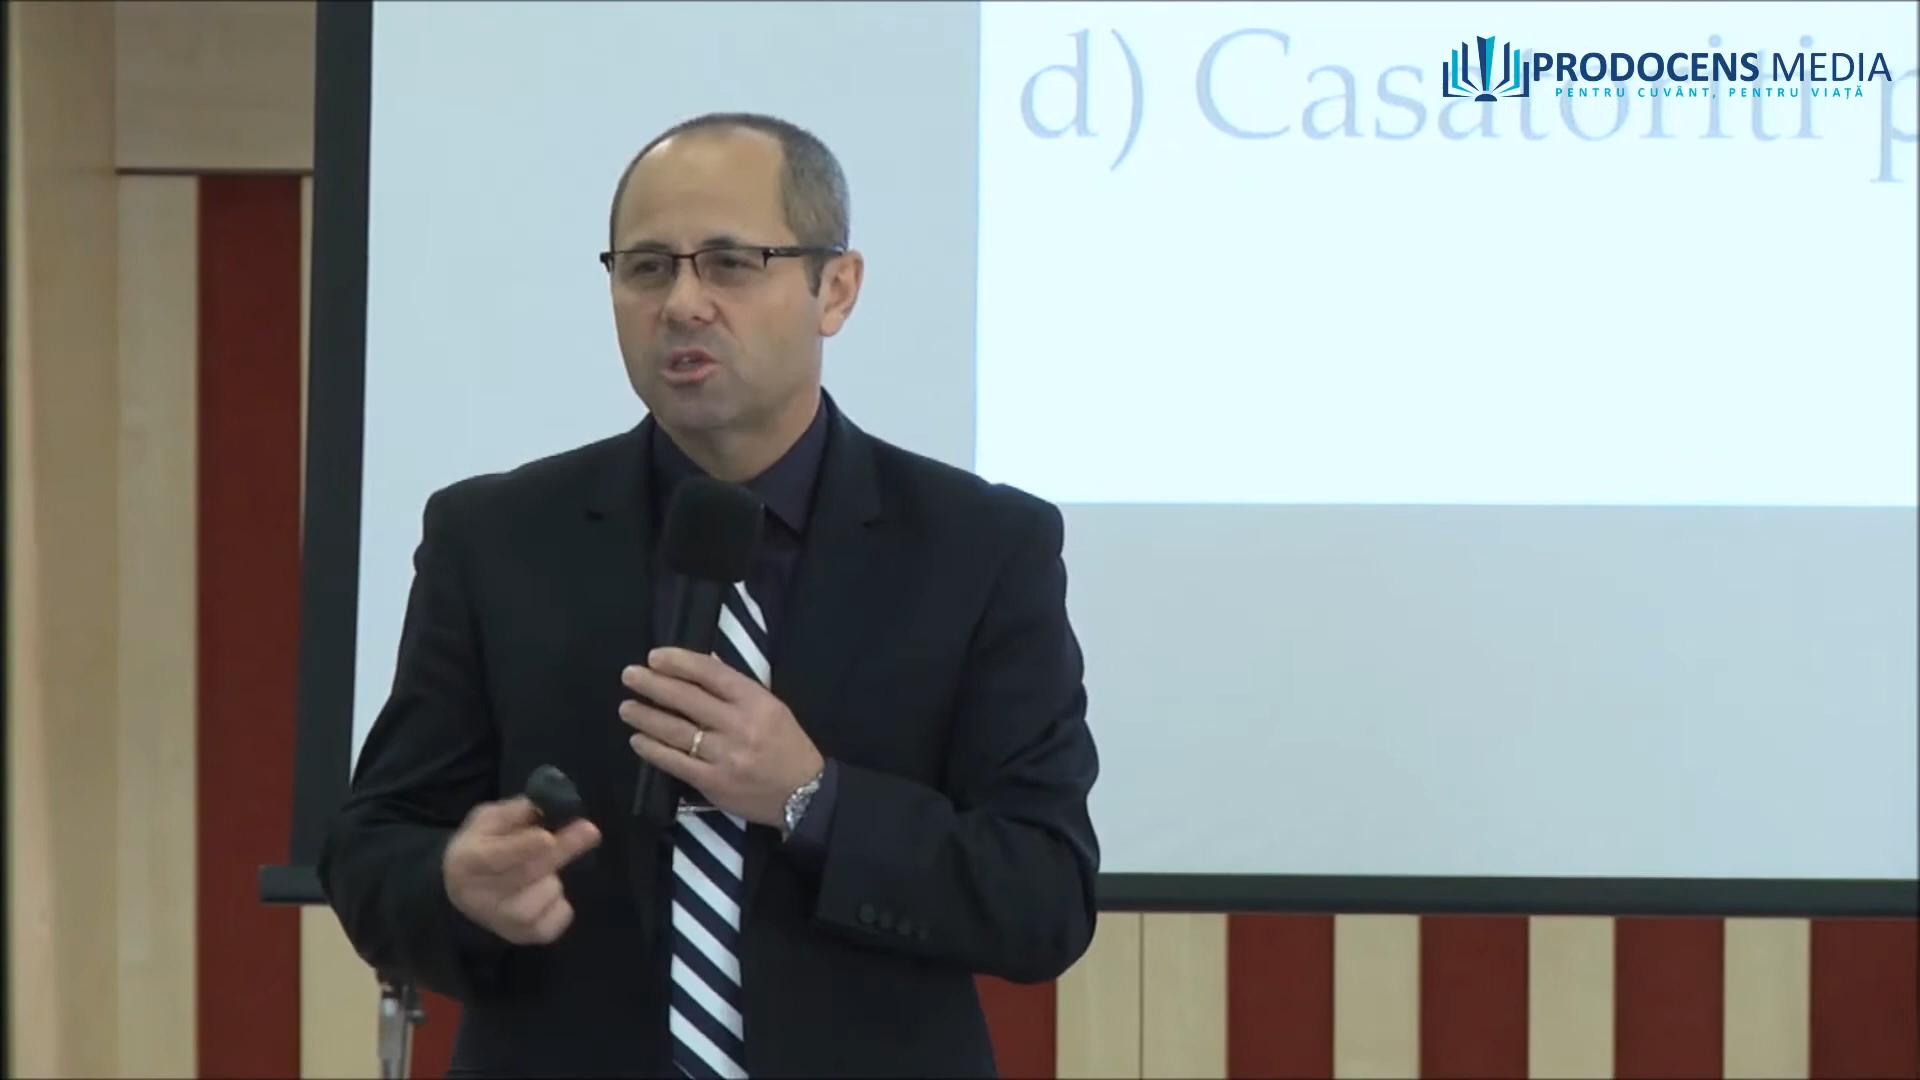 d) Casatoriti p
PRODOCENS MEDIA
PENTRU CUVÂNT, PENTRU VIAȚĂ